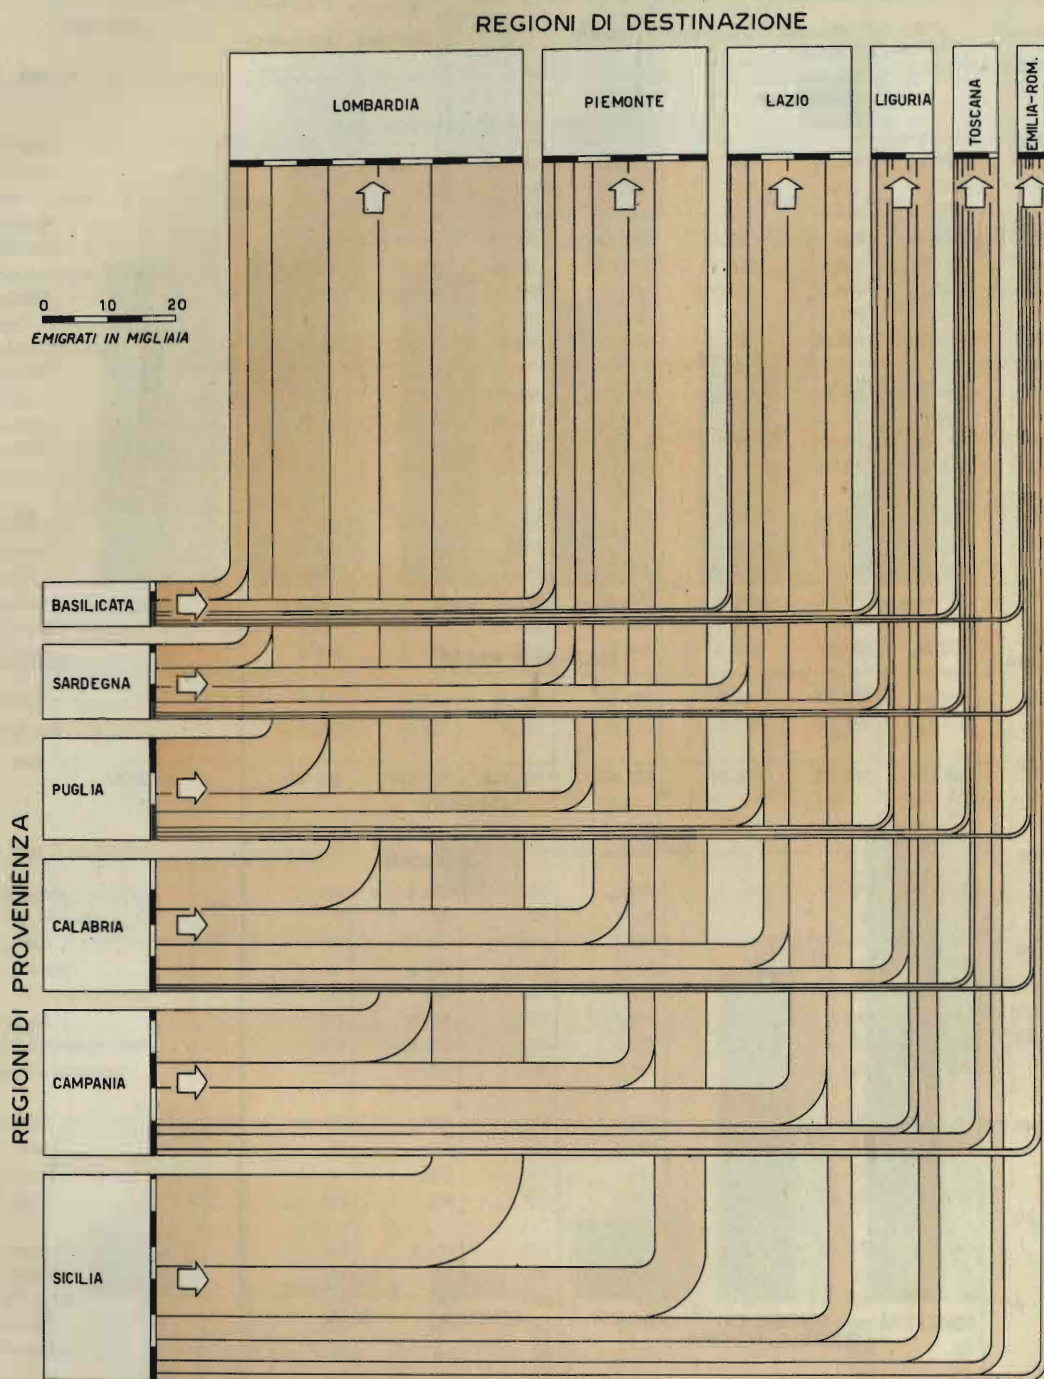 REGIONI DI DESTINAZIONE
LOMBARDIA
PIEMONTE
LAZIO
LIGURIA
TOSCANA
EMILIA-ROM.
0 10 20
EMIGRATI IN MIGLIAIA
REGIONI DI PROVENIENZA
BASILICATA
SARDEGNA
PUGLIA
CALABRIA
CAMPANIA
SICILIA